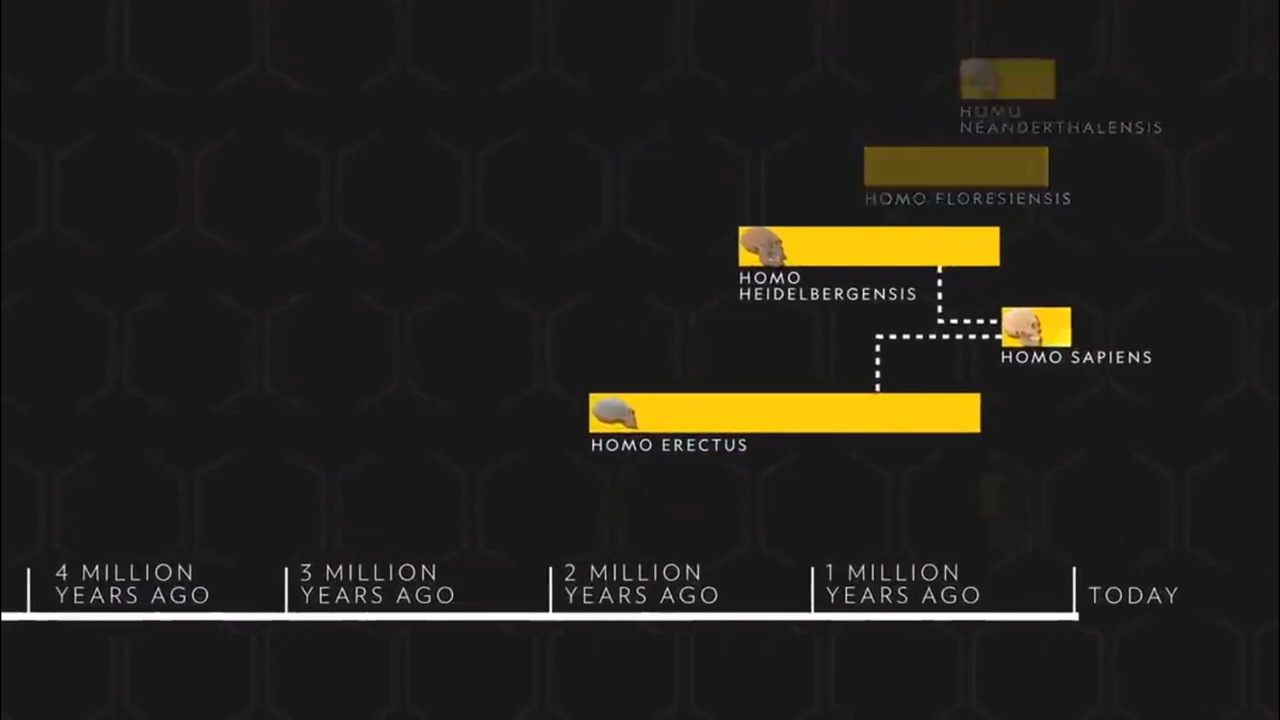 HOMO
NEANDERTHALENSIS
HOMO FLORESIENSIS
HOMO
HEIDELBERGENSIS
HOMO SAPIENS
HOMO ERECTUS
4 MILLION
YEARS AGO
3 MILLION
YEARS AGO
2 MILLION
YEARS AGO
1 MILLION
YEARS AGO
TODAY